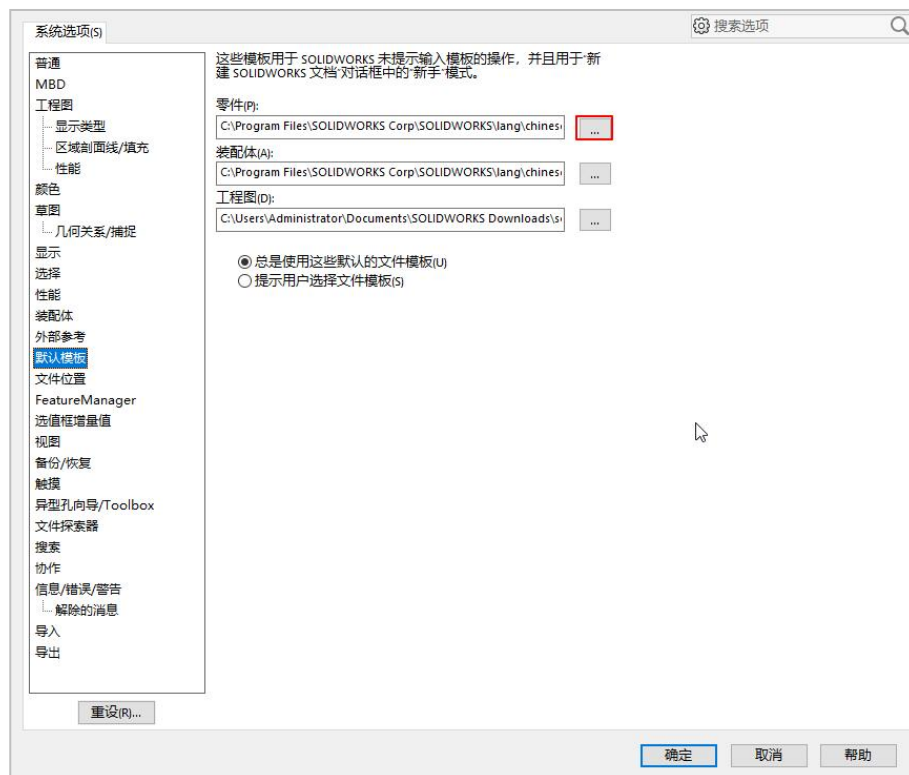 系统选项(S)
搜索选项
普通
MBD
工程图
显示类型
区域剖面线/填充
性能
颜色
草图
几何关系/捕捉
显示
选择
性能
装配体
外部参考
默认模板
文件位置
FeatureManager
选值框增量值
视图
备份/恢复
触摸
异型孔向导/Toolbox
文件探索器
搜索
协作
信息/错误/警告
解除的消息
导入
导出
重设(R)...
这些模板用于 SOLIDWORKS 未提示输入模板的操作，并且用于“新
建 SOLIDWORKS 文档”对话框中的“新手”模式。
零件(P):
C:\Program Files\SOLIDWORKS Corp\SOLIDWORKS\lang\chines
...
装配体(A):
C:\Program Files\SOLIDWORKS Corp\SOLIDWORKS\lang\chines
...
工程图(D):
C:\Users\Administrator\Documents\SOLIDWORKS Downloads\s
...
总是使用这些默认的文件模板(U)
提示用户选择文件模板(S)
确定
取消
帮助